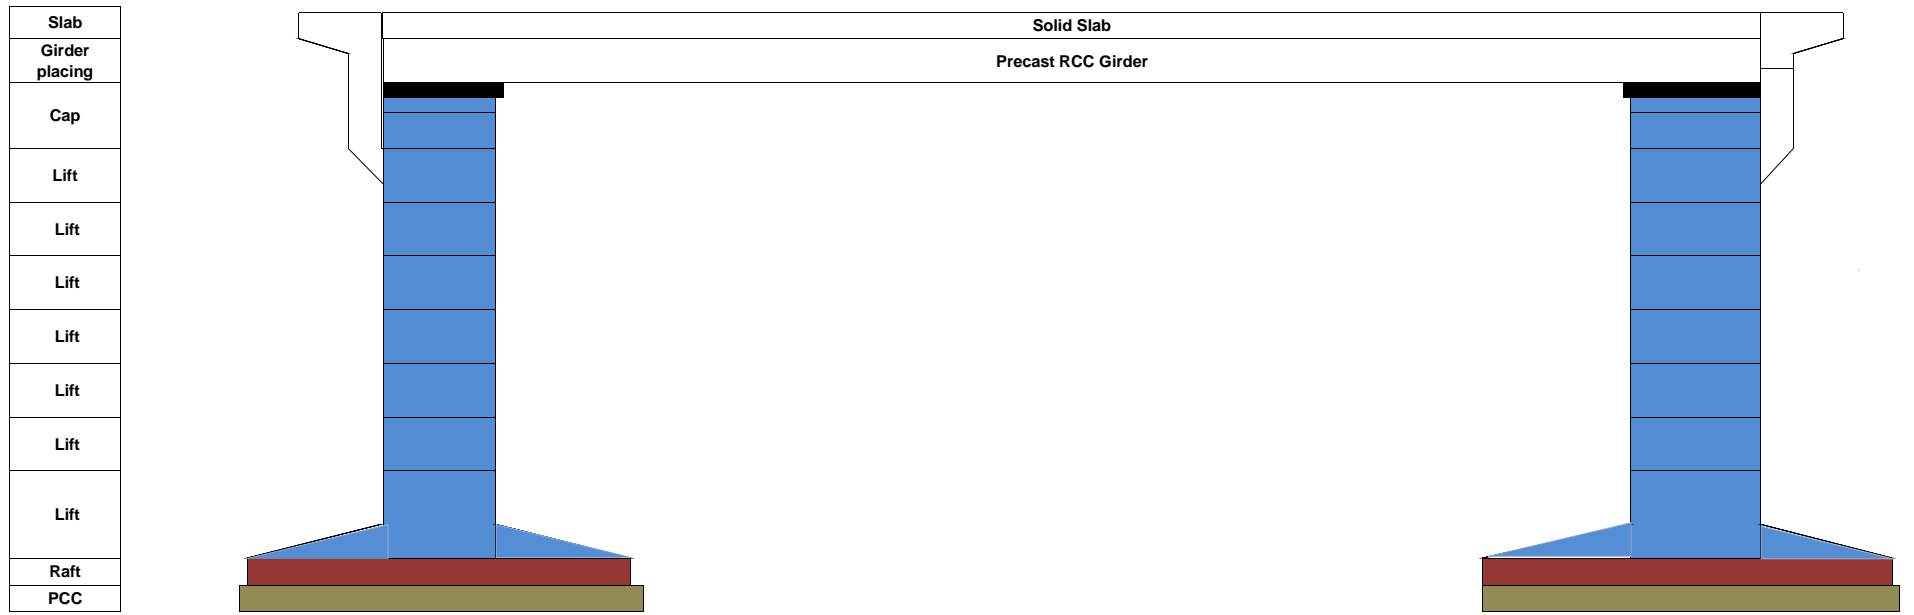 Slab
Girder
placing
Cap
Lift
Lift
Lift
Lift
Lift
Lift
Lift
Raft
PCC
Solid Slab
Precast RCC Girder